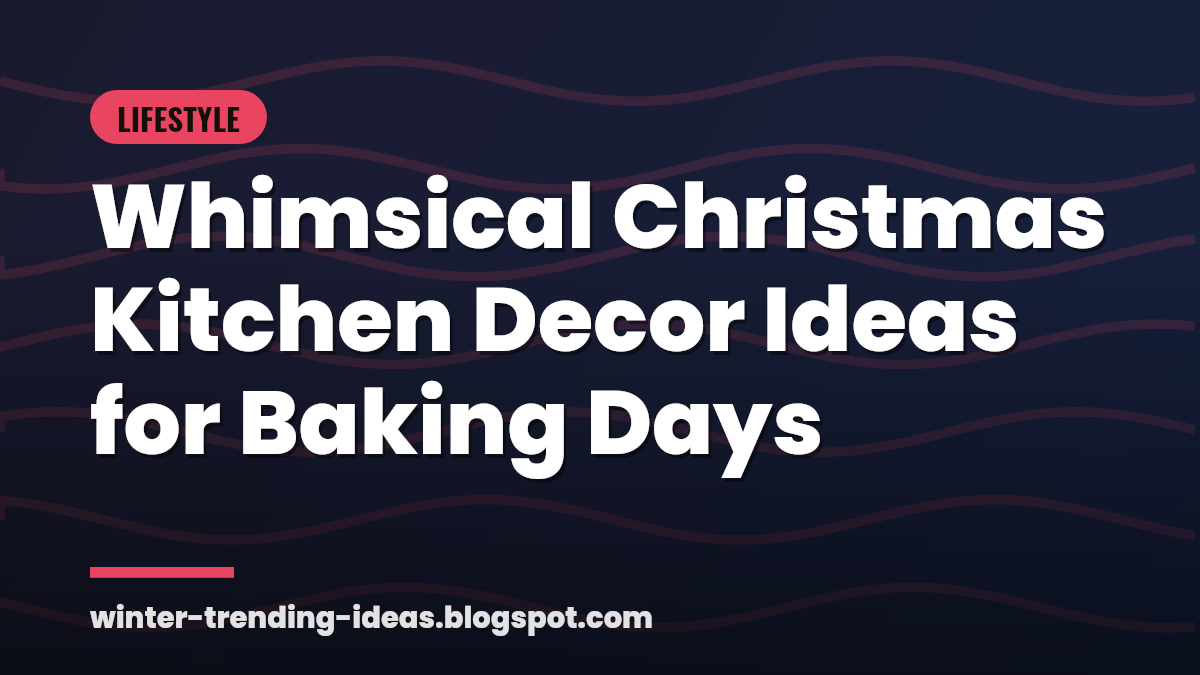 LIFESTYLE
Whimsical Christmas
Kitchen Decor Ideas
for Baking Days
winter-trending-ideas.blogspot.com